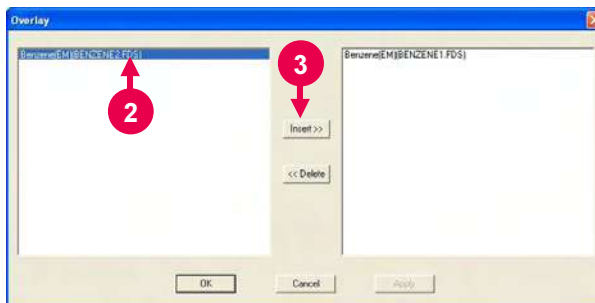 Overlay
Benzene(EM)(BENZENE2.FDS)
Benzene(EM)(BENZENE1.FDS)
2
3
Insert >>
<< Delete
OK
Cancel
Apply